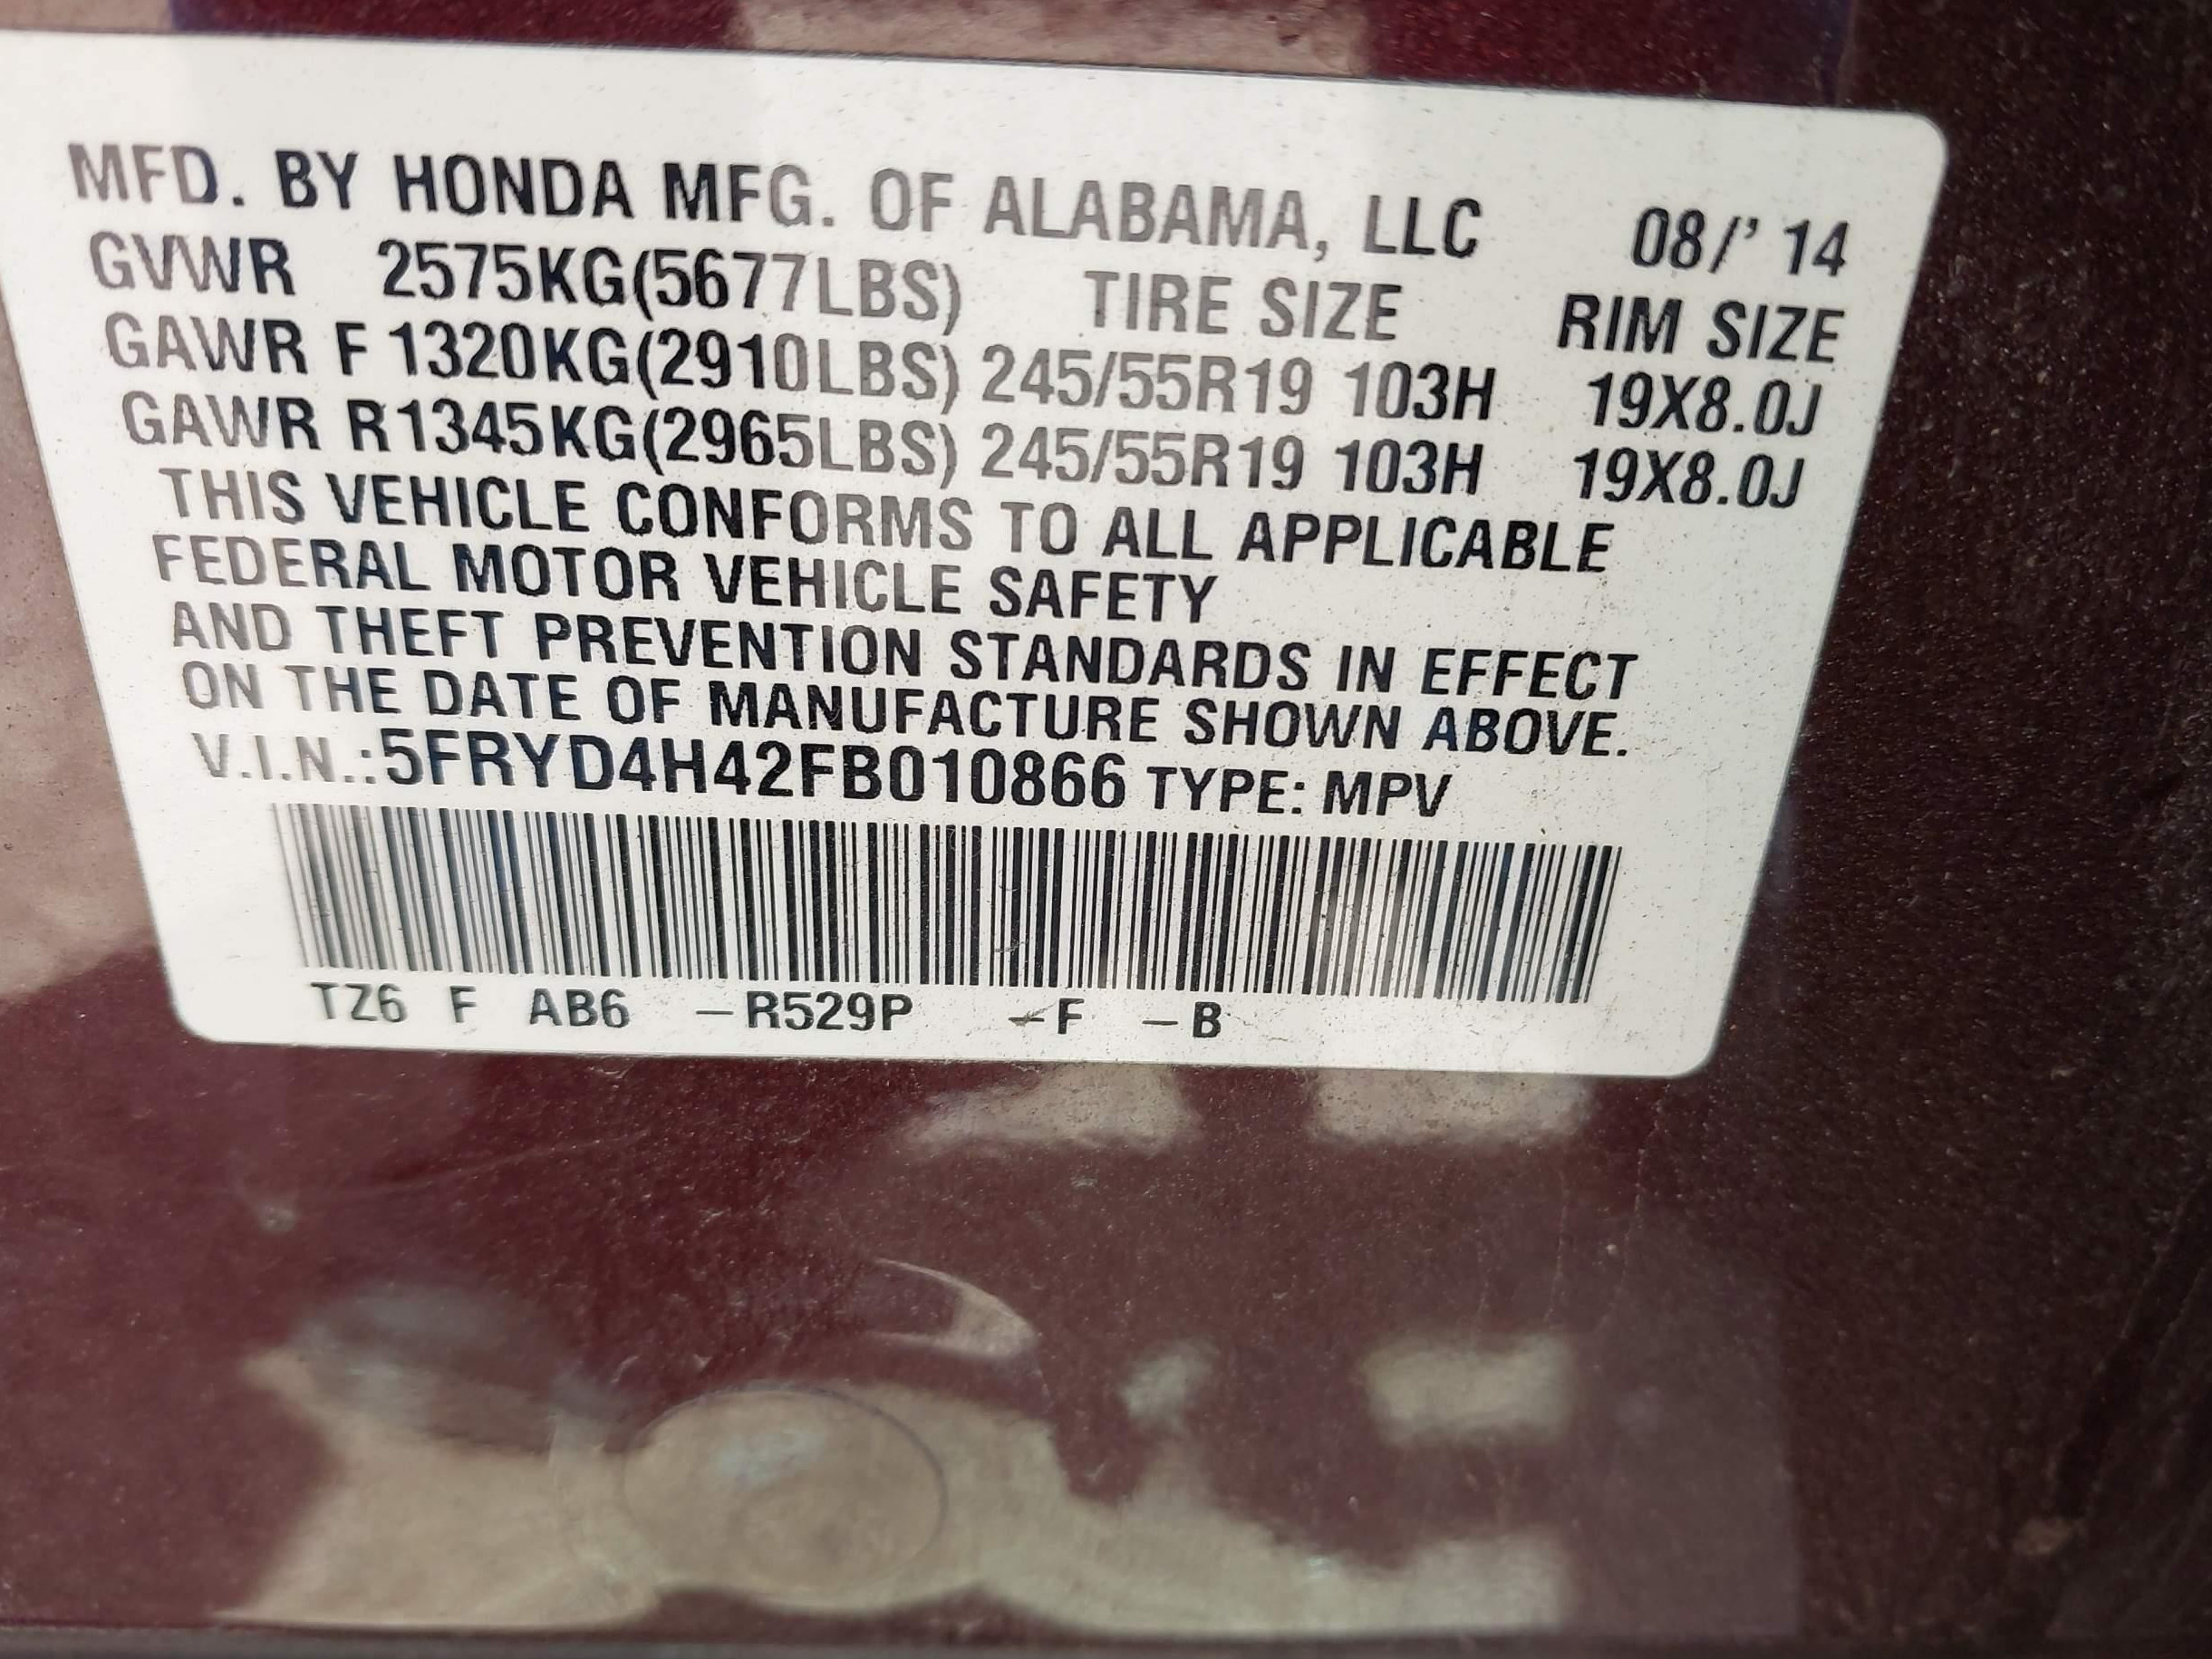 MFD. BY HONDA MFG. OF ALABAMA, LLC 08/' 14
GVWR 2575KG(5677LBS) TIRE SIZE RIM SIZE
GAWR F 1320KG(2910LBS) 245/55R19 103H 19X8.0J
GAWR R1345KG(2965LBS) 245/55R19 103H 19X8.0J
THIS VEHICLE CONFORMS TO ALL APPLICABLE
FEDERAL MOTOR VEHICLE SAFETY
AND THEFT PREVENTION STANDARDS IN EFFECT
ON THE DATE OF MANUFACTURE SHOWN ABOVE.
V.I.N.:5FRYD4H42FB010866 TYPE: MPV
TZ6 F AB6 –R529P –F –B